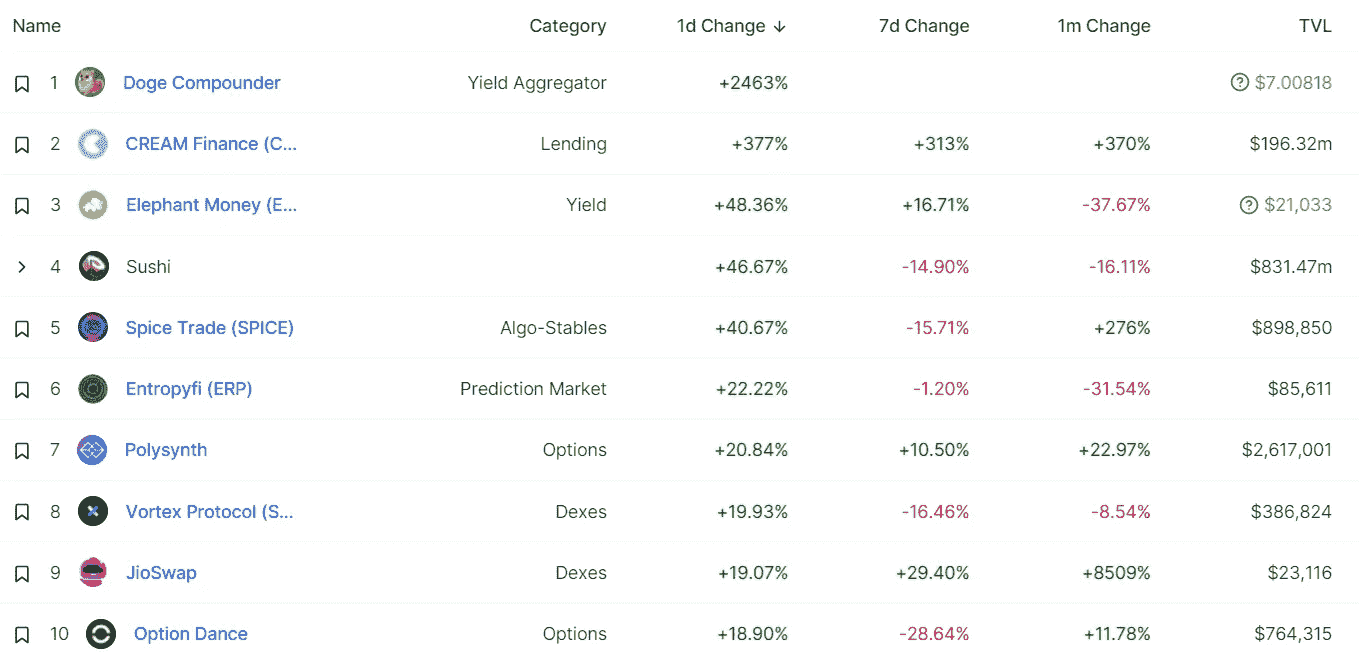 Name Category 1d Change ↓ 7d Change 1m Change TVL
1 Doge Compounder Yield Aggregator +2463% $7.00818
2 CREAM Finance (C... Lending +377% +313% +370% $196.32m
3 Elephant Money (E... Yield +48.36% +16.71% -37.67% $21,033
4 Sushi +46.67% -14.90% -16.11% $831.47m
5 Spice Trade (SPICE) Algo-Stables +40.67% -15.71% +276% $898,850
6 Entropyfi (ERP) Prediction Market +22.22% -1.20% -31.54% $85,611
7 Polysynth Options +20.84% +10.50% +22.97% $2,617,001
8 Vortex Protocol (S... Dexes +19.93% -16.46% -8.54% $386,824
9 JioSwap Dexes +19.07% +29.40% +8509% $23,116
10 Option Dance Options +18.90% -28.64% +11.78% $764,315